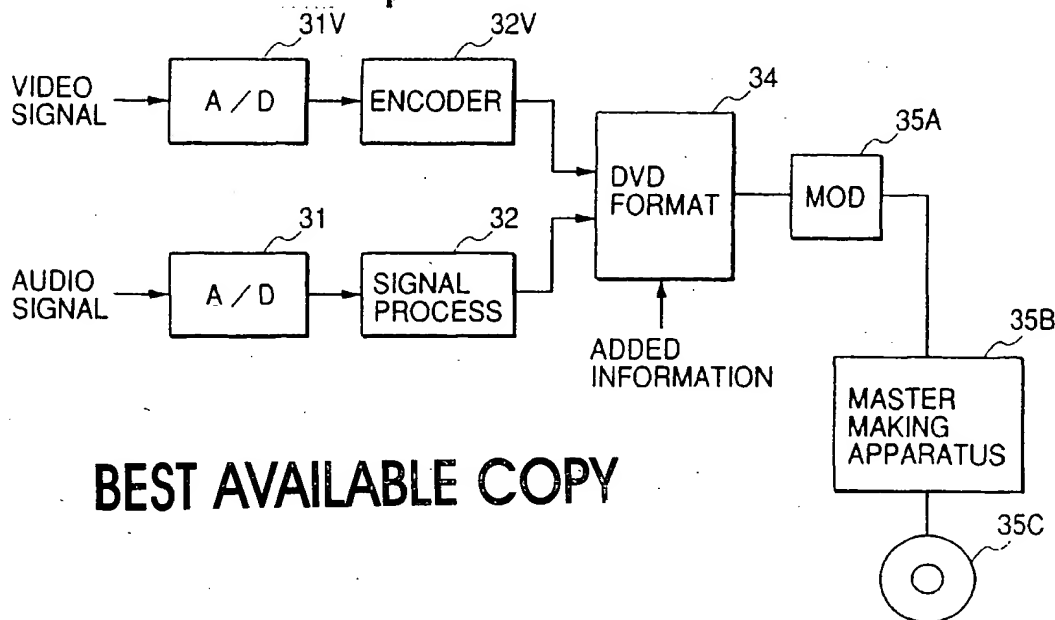 31V
32V
VIDEO
SIGNAL
A / D
ENCODER
34
DVD
FORMAT
35A
MOD
31
32
AUDIO
SIGNAL
A / D
SIGNAL
PROCESS
ADDED
INFORMATION
35B
MASTER
MAKING
APPARATUS
BEST AVAILABLE COPY
35C